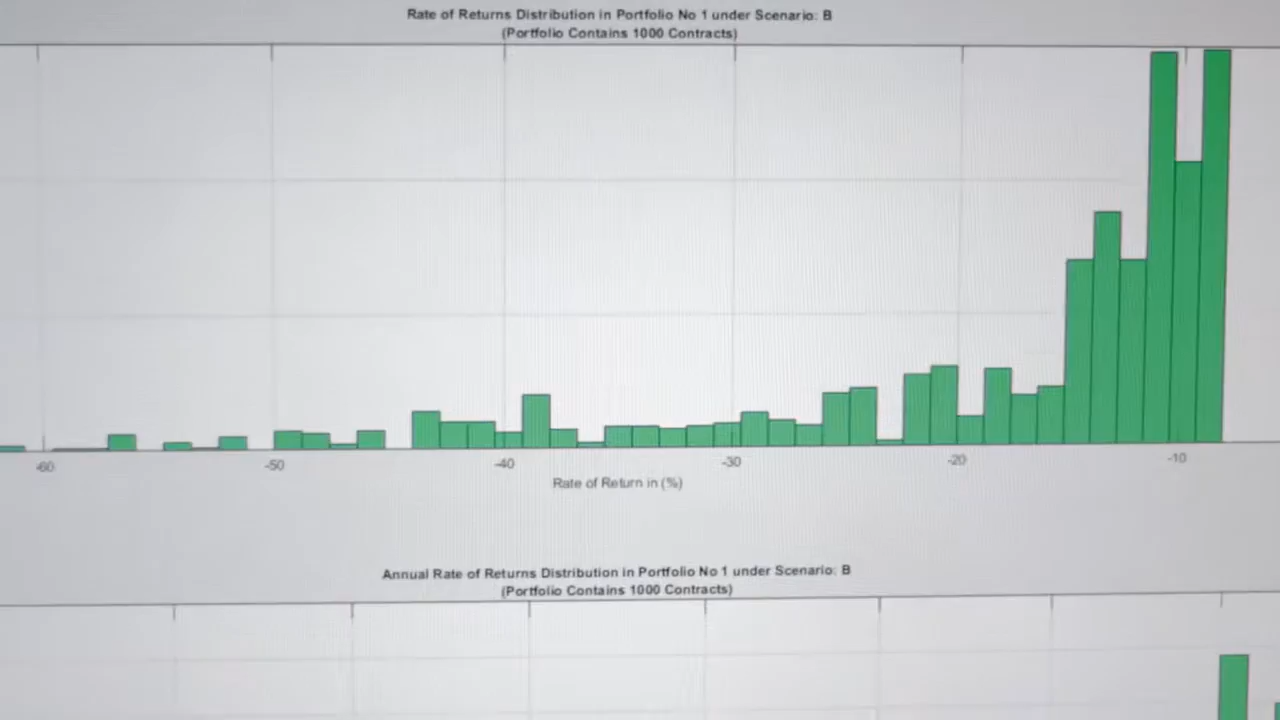 Rate of Returns Distribution in Portfolio No 1 under Scenario: B
(Portfolio Contains 1000 Contracts)
-60 -50 -40 -30 -20 -10
Rate of Return in (%)
Annual Rate of Returns Distribution in Portfolio No 1 under Scenario: B
(Portfolio Contains 1000 Contracts)